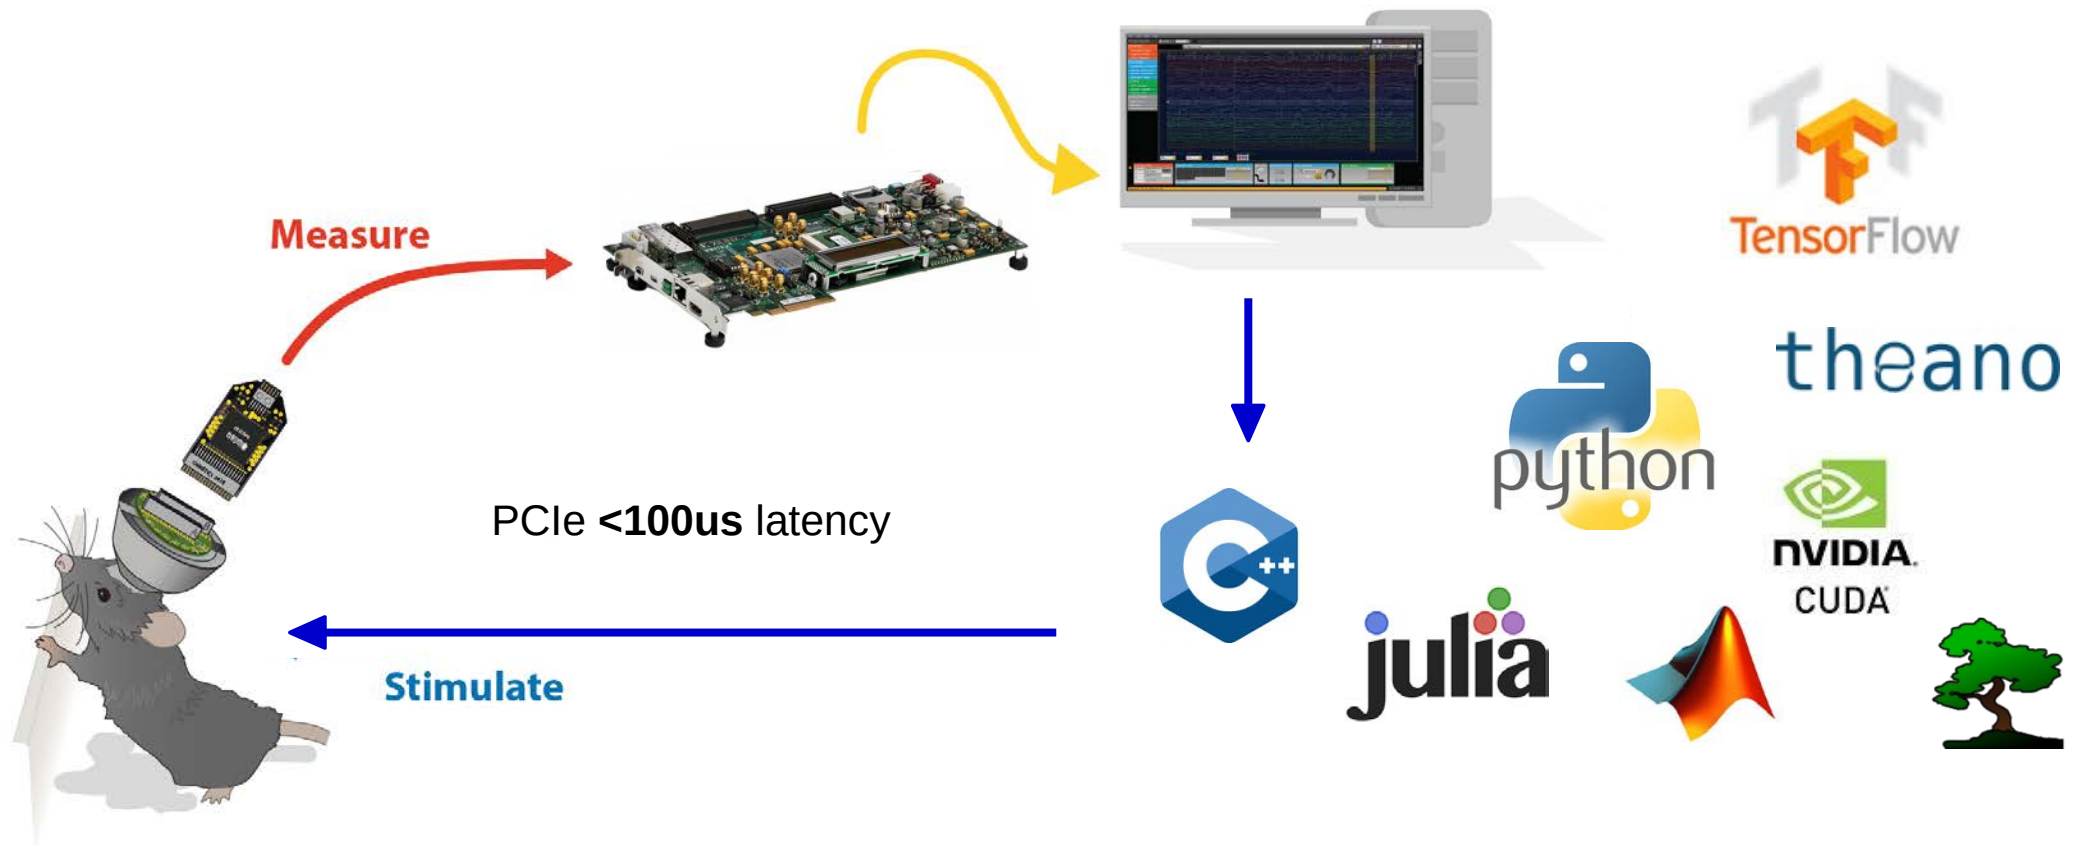 Measure
TensorFlow
theano
python
PCIe <100us latency
C++
nVIDIA.
CUDA
julia
Stimulate